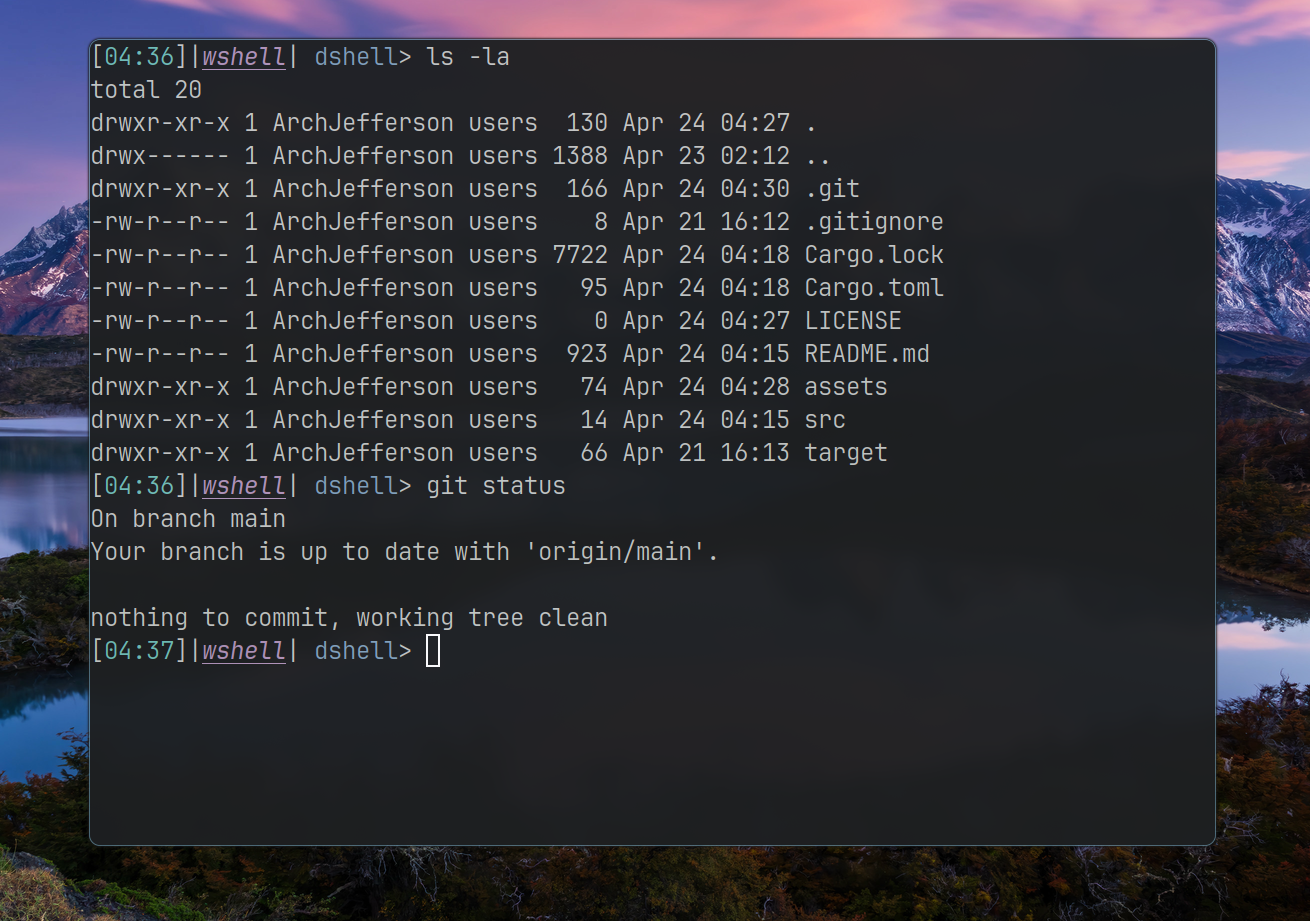 [04:36]|wshell| dshell> ls -la
total 20
drwxr-xr-x 1 ArchJefferson users  130 Apr 24 04:27 .
drwx------ 1 ArchJefferson users 1388 Apr 23 02:12 ..
drwxr-xr-x 1 ArchJefferson users  166 Apr 24 04:30 .git
-rw-r--r-- 1 ArchJefferson users    8 Apr 21 16:12 .gitignore
-rw-r--r-- 1 ArchJefferson users 7722 Apr 24 04:18 Cargo.lock
-rw-r--r-- 1 ArchJefferson users   95 Apr 24 04:18 Cargo.toml
-rw-r--r-- 1 ArchJefferson users    0 Apr 24 04:27 LICENSE
-rw-r--r-- 1 ArchJefferson users  923 Apr 24 04:15 README.md
drwxr-xr-x 1 ArchJefferson users   74 Apr 24 04:28 assets
drwxr-xr-x 1 ArchJefferson users   14 Apr 24 04:15 src
drwxr-xr-x 1 ArchJefferson users   66 Apr 21 16:13 target
[04:36]|wshell| dshell> git status
On branch main
Your branch is up to date with 'origin/main'.

nothing to commit, working tree clean
[04:37]|wshell| dshell>